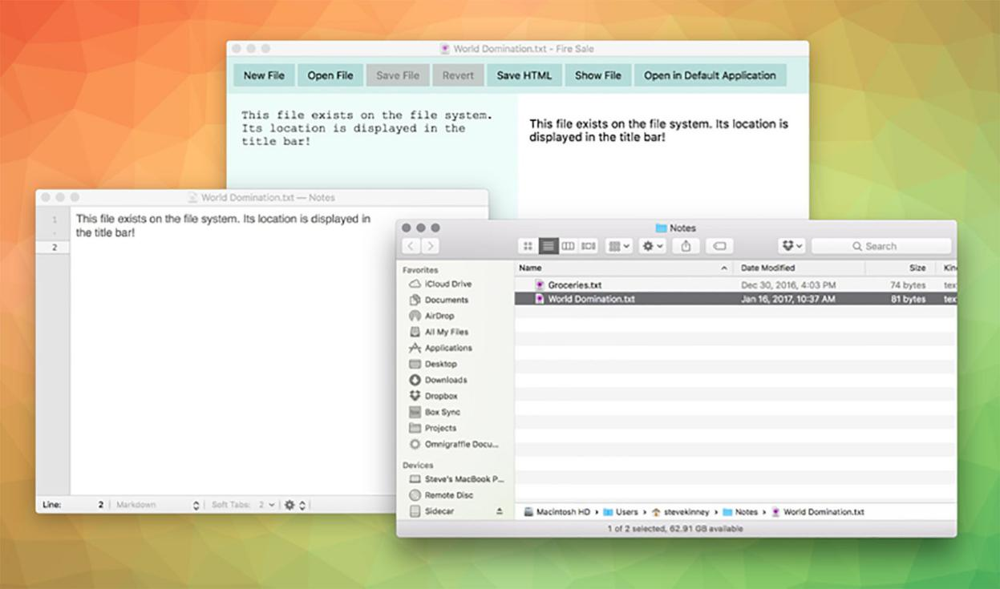 World Domination.txt - Fire Sale
New File Open File Save File Revert Save HTML Show File Open in Default Application
This file exists on the file system.
Its location is displayed in the
title bar!
This file exists on the file system. Its location is
displayed in the title bar!
World Domination.txt — Notes
1 This file exists on the file system. Its location is displayed in
the title bar!
2
Line: 2 Markdown Soft Tabs: 2
Notes
Search
Favorites
iCloud Drive
Documents
AirDrop
All My Files
Applications
Desktop
Downloads
Dropbox
Box Sync
Projects
Omnigraffle Docu...
Devices
Steve's MacBook P...
Remote Disc
Sidecar
Name Date Modified Size Kin
Groceries.txt Dec 30, 2016, 4:03 PM 74 bytes tex
World Domination.txt Jan 16, 2017, 10:37 AM 81 bytes tex
Macintosh HD › Users › stevekinney › Notes › World Domination.txt
1 of 2 selected, 62.91 GB available